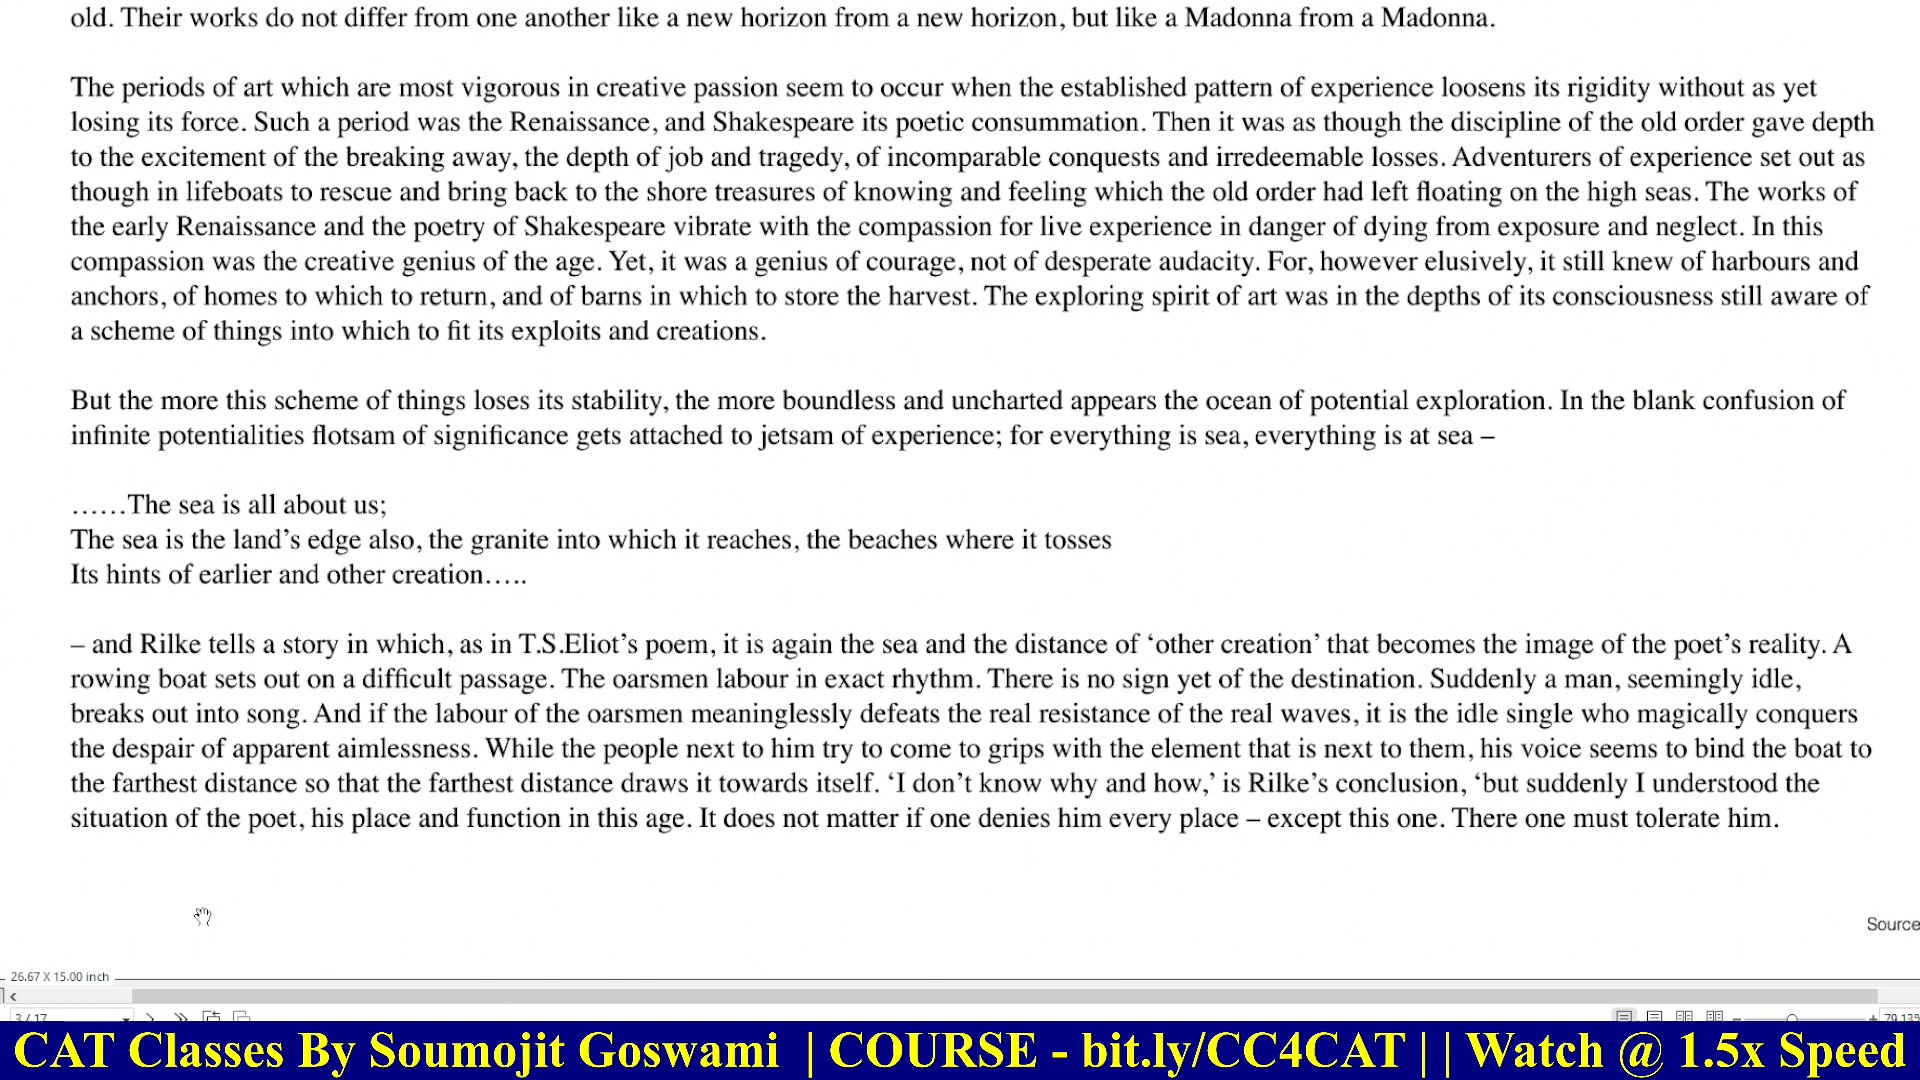 old. Their works do not differ from one another like a new horizon from a new horizon, but like a Madonna from a Madonna.
The periods of art which are most vigorous in creative passion seem to occur when the established pattern of experience loosens its rigidity without as yet
losing its force. Such a period was the Renaissance, and Shakespeare its poetic consummation. Then it was as though the discipline of the old order gave depth
to the excitement of the breaking away, the depth of job and tragedy, of incomparable conquests and irredeemable losses. Adventurers of experience set out as
though in lifeboats to rescue and bring back to the shore treasures of knowing and feeling which the old order had left floating on the high seas. The works of
the early Renaissance and the poetry of Shakespeare vibrate with the compassion for live experience in danger of dying from exposure and neglect. In this
compassion was the creative genius of the age. Yet, it was a genius of courage, not of desperate audacity. For, however elusively, it still knew of harbours and
anchors, of homes to which to return, and of barns in which to store the harvest. The exploring spirit of art was in the depths of its consciousness still aware of
a scheme of things into which to fit its exploits and creations.
But the more this scheme of things loses its stability, the more boundless and uncharted appears the ocean of potential exploration. In the blank confusion of
infinite potentialities flotsam of significance gets attached to jetsam of experience; for everything is sea, everything is at sea –
……The sea is all about us;
The sea is the land’s edge also, the granite into which it reaches, the beaches where it tosses
Its hints of earlier and other creation…..
– and Rilke tells a story in which, as in T.S.Eliot’s poem, it is again the sea and the distance of ‘other creation’ that becomes the image of the poet’s reality. A
rowing boat sets out on a difficult passage. The oarsmen labour in exact rhythm. There is no sign yet of the destination. Suddenly a man, seemingly idle,
breaks out into song. And if the labour of the oarsmen meaninglessly defeats the real resistance of the real waves, it is the idle single who magically conquers
the despair of apparent aimlessness. While the people next to him try to come to grips with the element that is next to them, his voice seems to bind the boat to
the farthest distance so that the farthest distance draws it towards itself. ‘I don’t know why and how,’ is Rilke’s conclusion, ‘but suddenly I understood the
situation of the poet, his place and function in this age. It does not matter if one denies him every place – except this one. There one must tolerate him.
Source
26.67 X 15.00 inch
3 / 17
79.13%
CAT Classes By Soumojit Goswami | COURSE - bit.ly/CC4CAT | | Watch @ 1.5x Speed